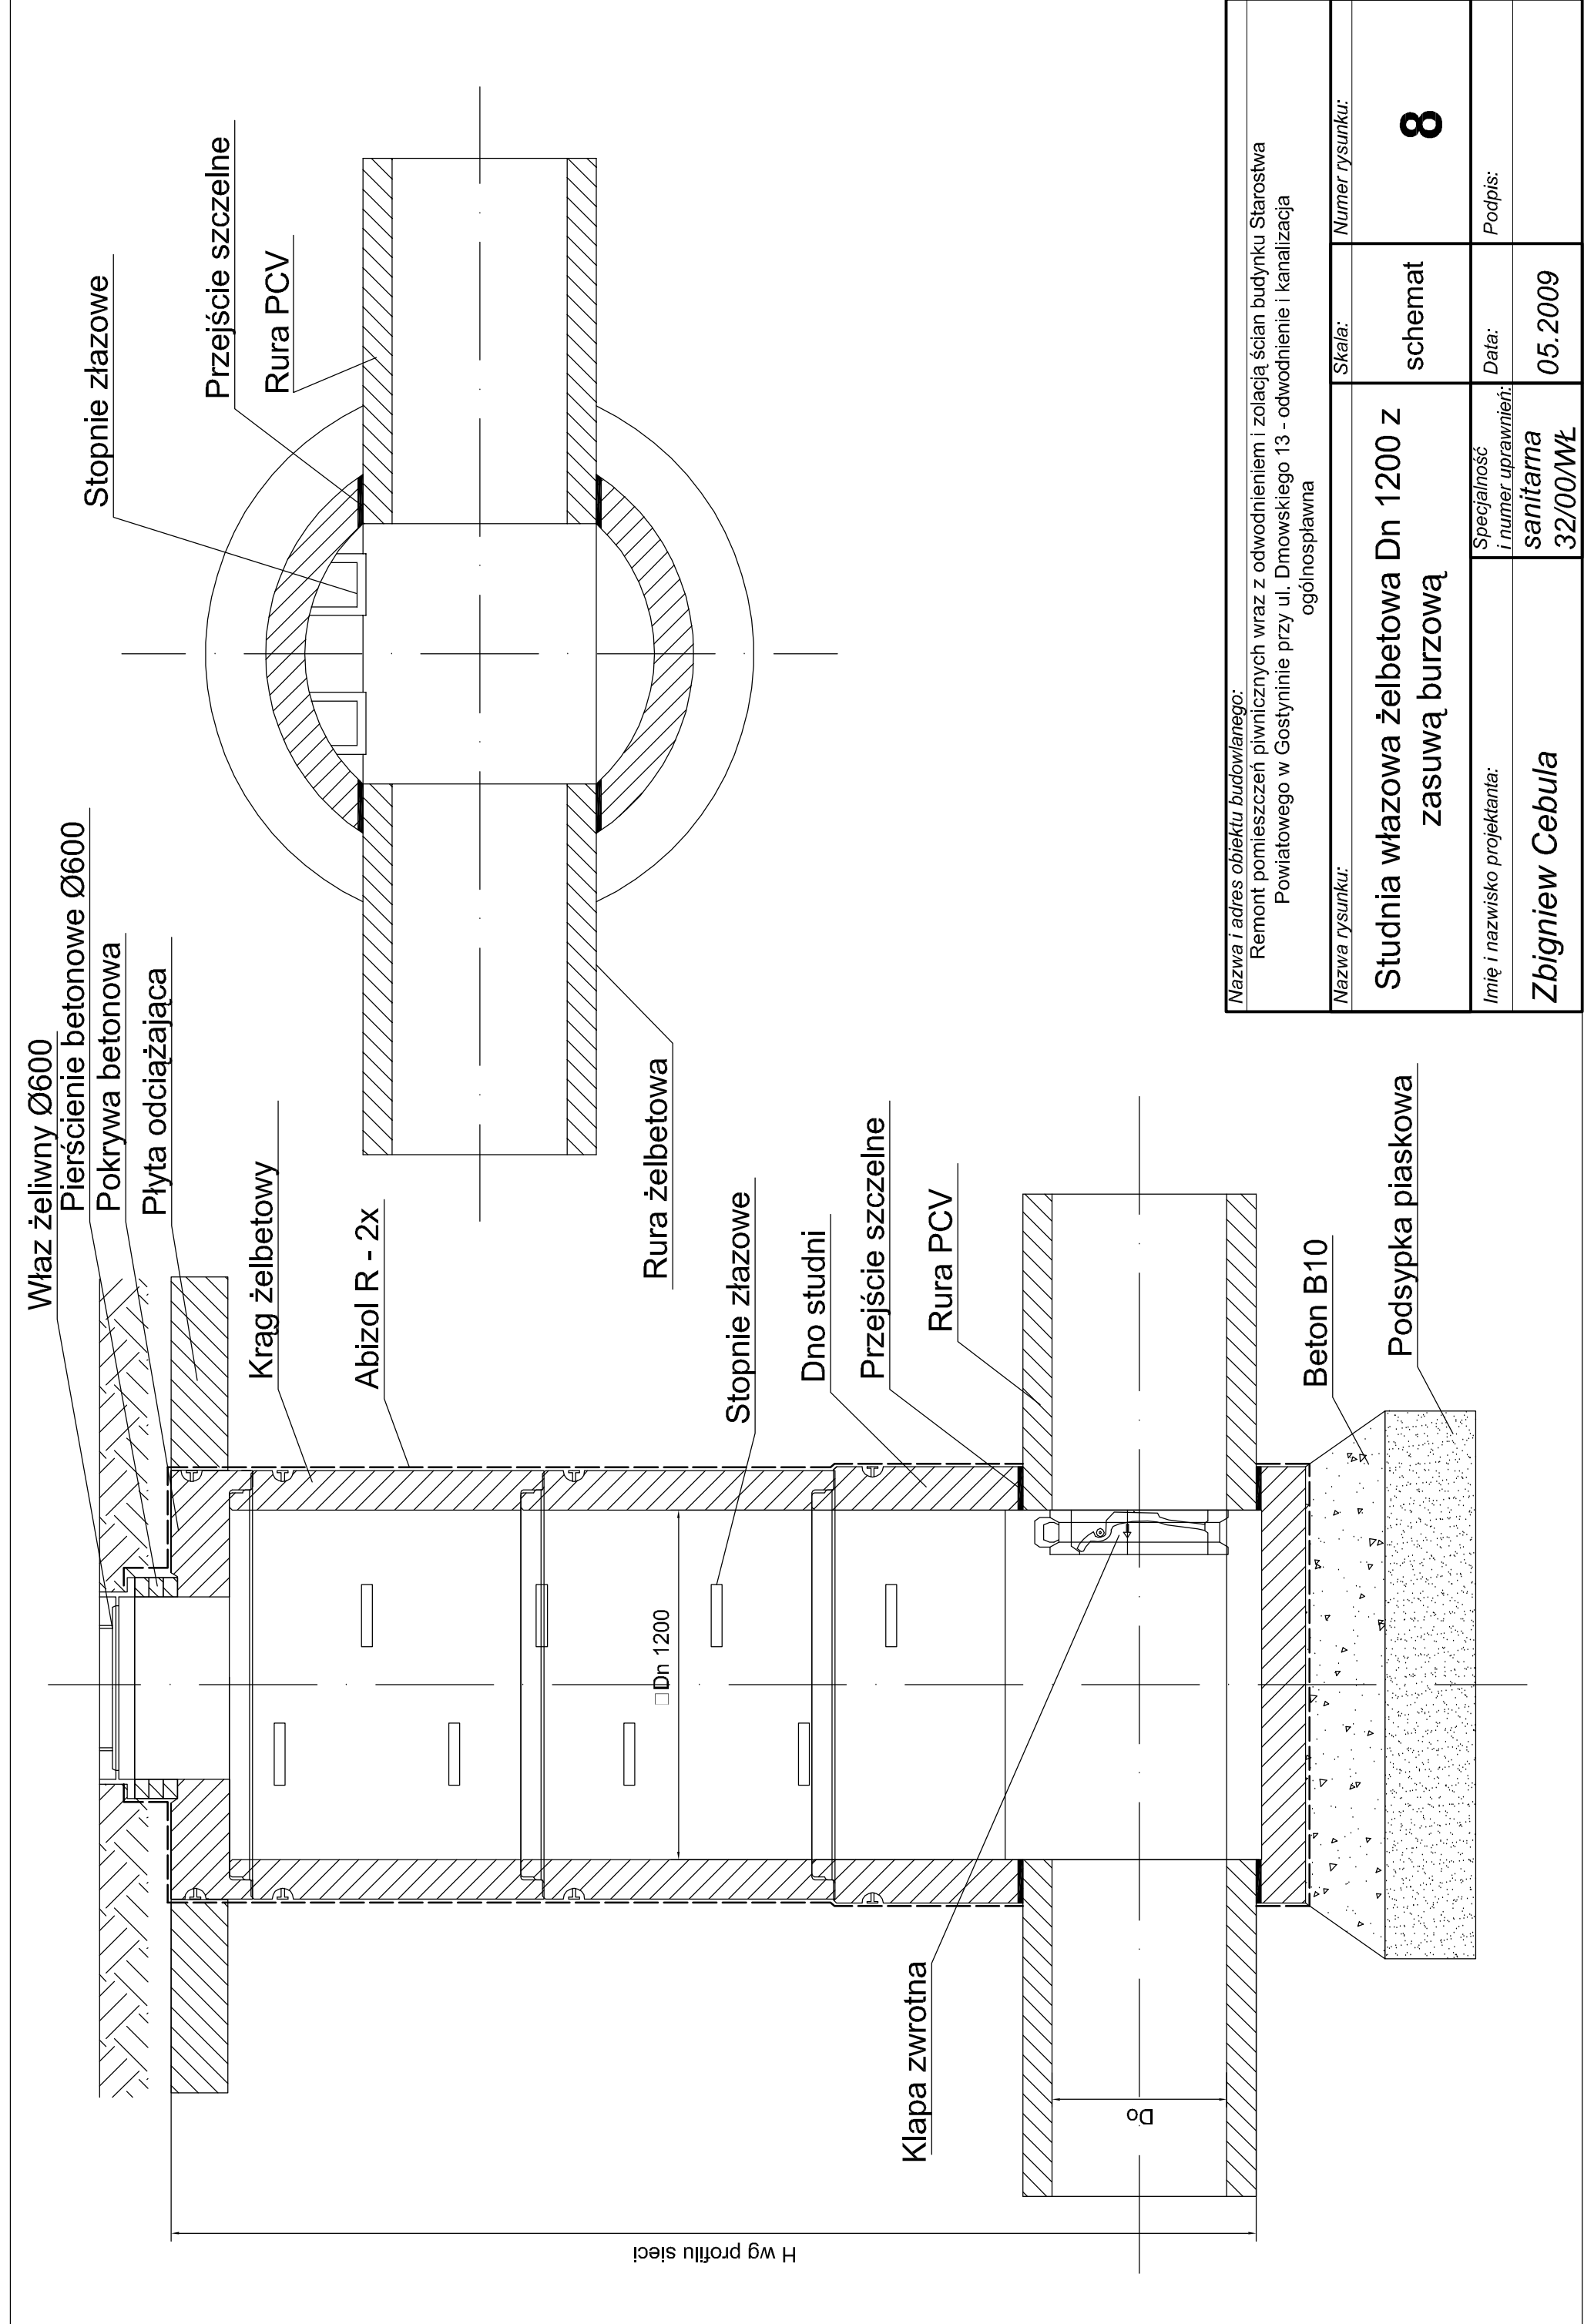 Właz żeliwny Ø600
Pierścienie betonowe Ø600
Pokrywa betonowa
Płyta odciążająca
Krąg żelbetowy
Abizol R - 2x
Stopnie złazowe
Dno studni
Przejście szczelne
Rura PCV
Beton B10
Podsypka piaskowa
Klapa zwrotna
□Dn 1200
Do
H wg profilu sieci
Stopnie złazowe
Przejście szczelne
Rura PCV
Rura żelbetowa
Nazwa i adres obiektu budowlanego:
Remont pomieszczeń piwnicznych wraz z odwodnieniem i zolacją ścian budynku Starostwa
Powiatowego w Gostyninie przy ul. Dmowskiego 13 - odwodnienie i kanalizacja
ogólnospławna
Nazwa rysunku:
Studnia włazowa żelbetowa Dn 1200 z
zasuwą burzową
Skala:
schemat
Numer rysunku:
8
Imię i nazwisko projektanta:
Zbigniew Cebula
Specjalność
i numer uprawnień:
sanitarna
32/00/WŁ
Data:
05.2009
Podpis: